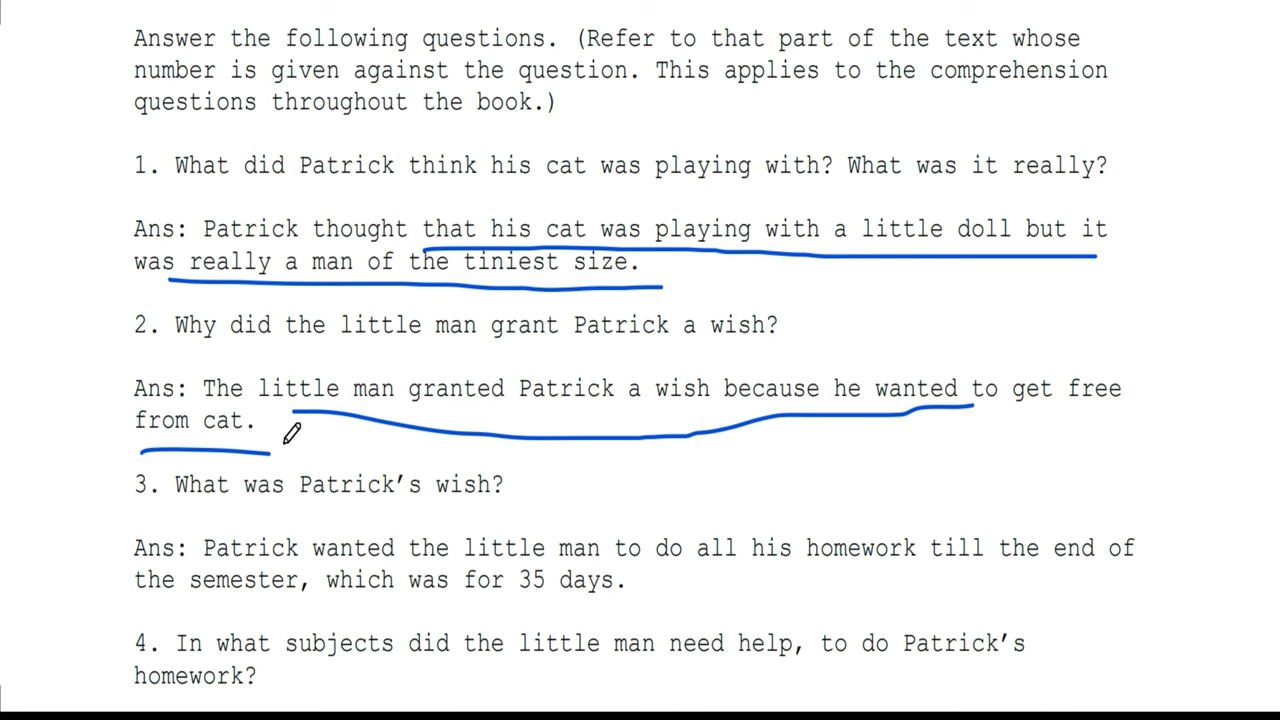 Answer the following questions. (Refer to that part of the text whose
number is given against the question. This applies to the comprehension
questions throughout the book.)
1. What did Patrick think his cat was playing with? What was it really?
Ans: Patrick thought that his cat was playing with a little doll but it
was really a man of the tiniest size.
2. Why did the little man grant Patrick a wish?
Ans: The little man granted Patrick a wish because he wanted to get free
from cat.
3. What was Patrick’s wish?
Ans: Patrick wanted the little man to do all his homework till the end of
the semester, which was for 35 days.
4. In what subjects did the little man need help, to do Patrick’s
homework?